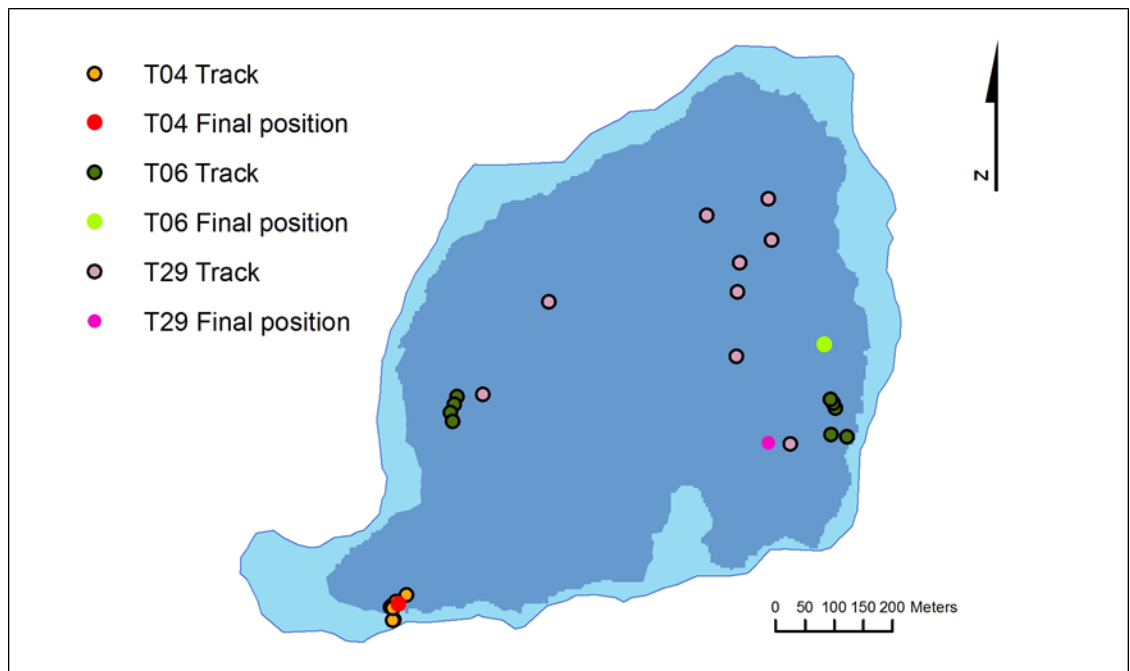 T04 Track
T04 Final position
T06 Track
T06 Final position
T29 Track
T29 Final position
N
0 50 100 150 200 Meters